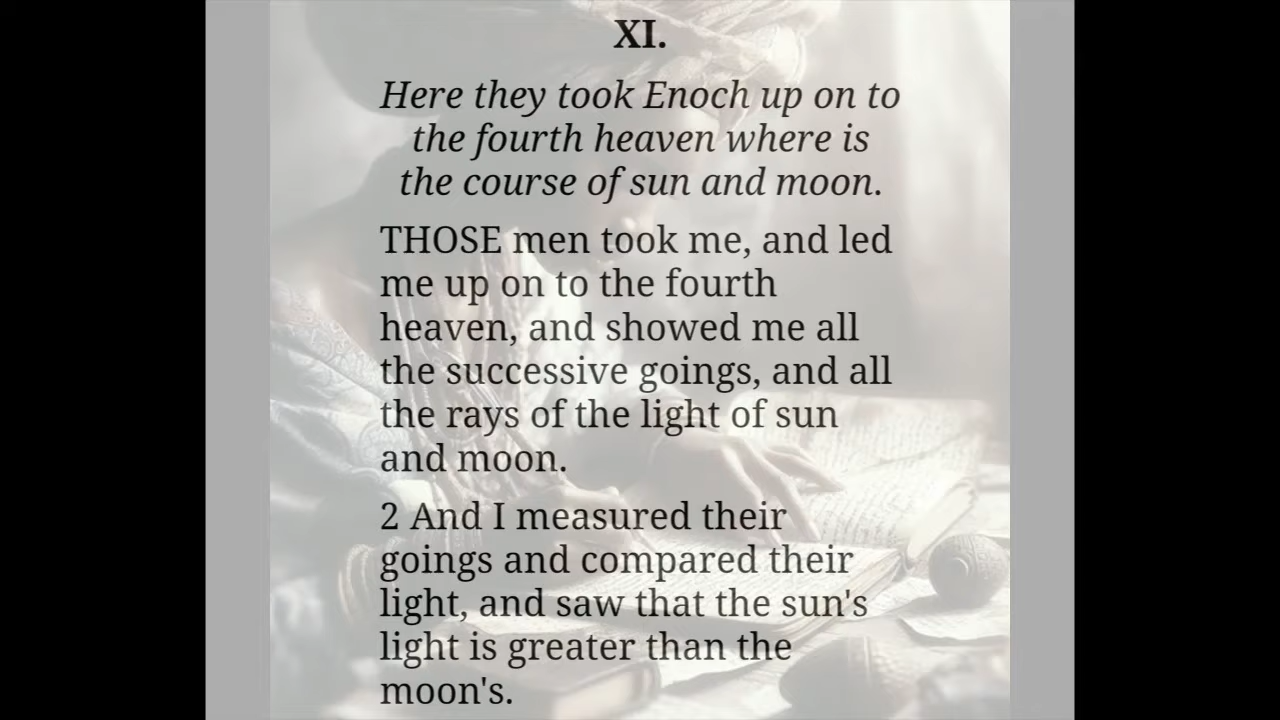 XI.
Here they took Enoch up on to
the fourth heaven where is
the course of sun and moon.
THOSE men took me, and led
me up on to the fourth
heaven, and showed me all
the successive goings, and all
the rays of the light of sun
and moon.
2 And I measured their
goings and compared their
light, and saw that the sun's
light is greater than the
moon's.